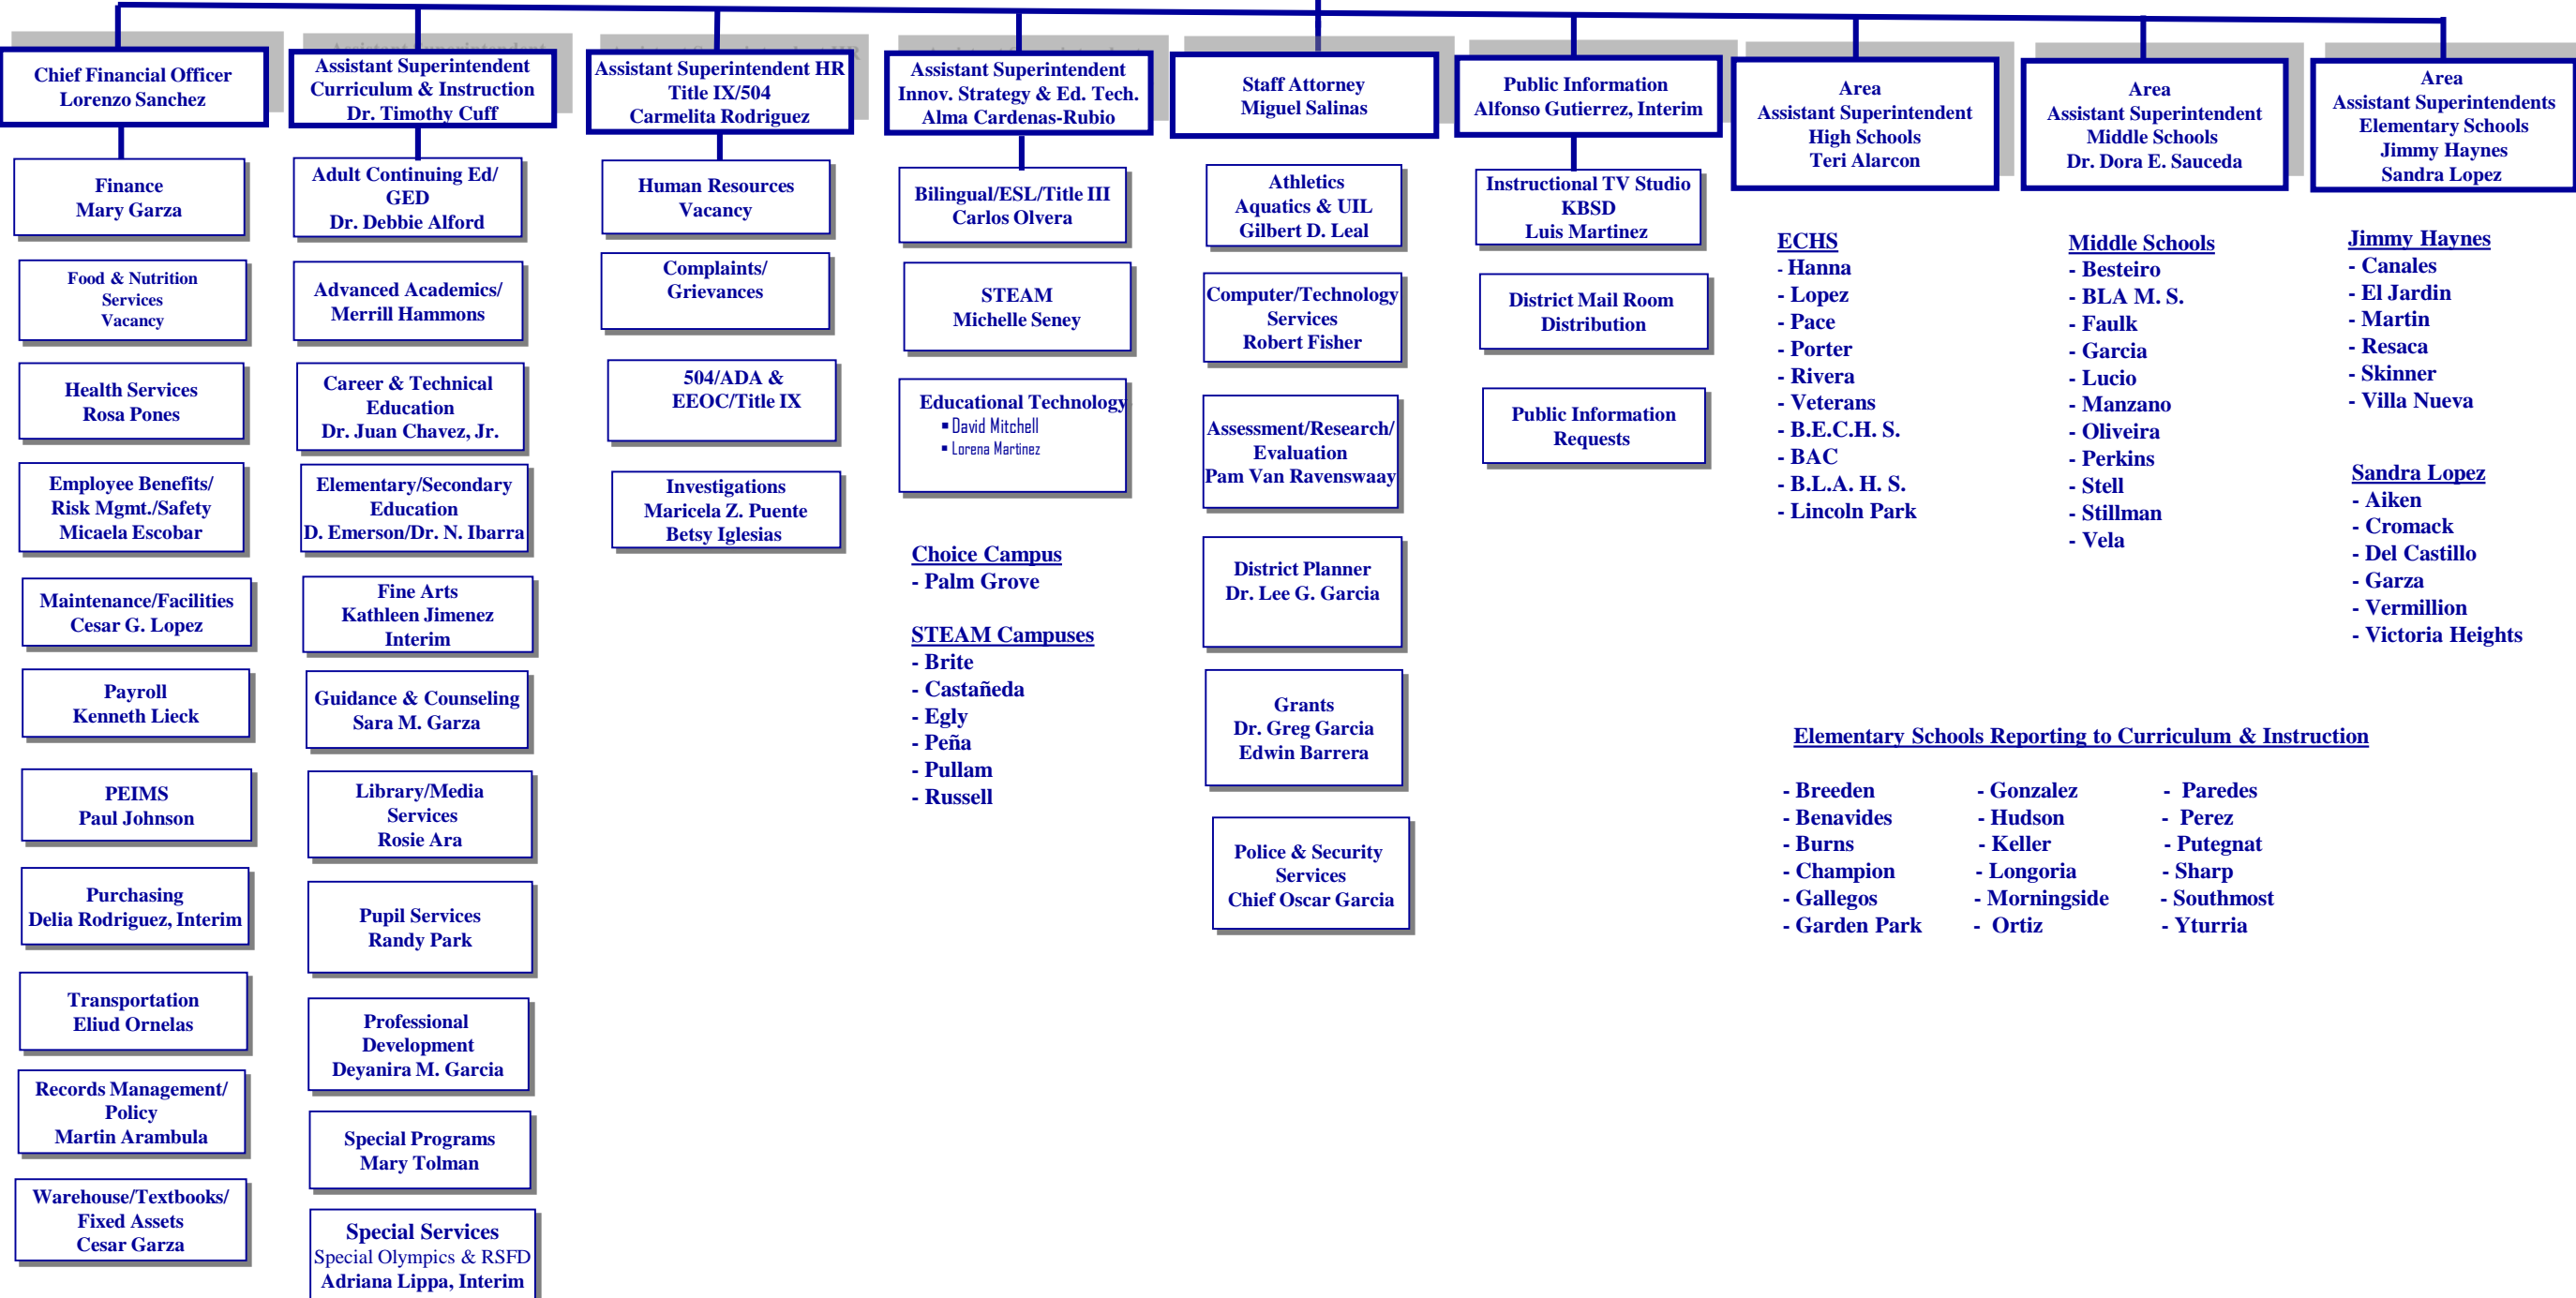 Chief Financial Officer
Lorenzo Sanchez
Finance
Mary Garza
Food & Nutrition
Services
Vacancy
Health Services
Rosa Pones
Employee Benefits/
Risk Mgmt./Safety
Micaela Escobar
Maintenance/Facilities
Cesar G. Lopez
Payroll
Kenneth Lieck
PEIMS
Paul Johnson
Purchasing
Delia Rodriguez, Interim
Transportation
Eliud Ornelas
Records Management/
Policy
Martin Arambula
Warehouse/Textbooks/
Fixed Assets
Cesar Garza
Assistant Superintendent
Curriculum & Instruction
Dr. Timothy Cuff
Adult Continuing Ed/
GED
Dr. Debbie Alford
Advanced Academics/
Merrill Hammons
Career & Technical
Education
Dr. Juan Chavez, Jr.
Elementary/Secondary
Education
D. Emerson/Dr. N. Ibarra
Fine Arts
Kathleen Jimenez
Interim
Guidance & Counseling
Sara M. Garza
Library/Media
Services
Rosie Ara
Pupil Services
Randy Park
Professional
Development
Deyanira M. Garcia
Special Programs
Mary Tolman
Special Services
Special Olympics & RSFD
Adriana Lippa, Interim
Assistant Superintendent HR
Title IX/504
Carmelita Rodriguez
Human Resources
Vacancy
Complaints/
Grievances
504/ADA &
EEOC/Title IX
Investigations
Maricela Z. Puente
Betsy Iglesias
Assistant Superintendent
Innov. Strategy & Ed. Tech.
Alma Cardenas-Rubio
Bilingual/ESL/Title III
Carlos Olvera
STEAM
Michelle Seney
Educational Technology
▪ David Mitchell
▪ Lorena Martinez
Choice Campus
- Palm Grove
STEAM Campuses
- Brite
- Castañeda
- Egly
- Peña
- Pullam
- Russell
Staff Attorney
Miguel Salinas
Athletics
Aquatics & UIL
Gilbert D. Leal
Computer/Technology
Services
Robert Fisher
Assessment/Research/
Evaluation
Pam Van Ravenswaay
District Planner
Dr. Lee G. Garcia
Grants
Dr. Greg Garcia
Edwin Barrera
Police & Security
Services
Chief Oscar Garcia
Public Information
Alfonso Gutierrez, Interim
Instructional TV Studio
KBSD
Luis Martinez
District Mail Room
Distribution
Public Information
Requests
Area
Assistant Superintendent
High Schools
Teri Alarcon
ECHS
- Hanna
- Lopez
- Pace
- Porter
- Rivera
- Veterans
- B.E.C.H. S.
- BAC
- B.L.A. H. S.
- Lincoln Park
Area
Assistant Superintendent
Middle Schools
Dr. Dora E. Sauceda
Middle Schools
- Besteiro
- BLA M. S.
- Faulk
- Garcia
- Lucio
- Manzano
- Oliveira
- Perkins
- Stell
- Stillman
- Vela
Area
Assistant Superintendents
Elementary Schools
Jimmy Haynes
Sandra Lopez
Jimmy Haynes
- Canales
- El Jardin
- Martin
- Resaca
- Skinner
- Villa Nueva
Sandra Lopez
- Aiken
- Cromack
- Del Castillo
- Garza
- Vermillion
- Victoria Heights
Elementary Schools Reporting to Curriculum & Instruction
- Breeden
- Benavides
- Burns
- Champion
- Gallegos
- Garden Park
- Gonzalez
- Hudson
- Keller
- Longoria
- Morningside
- Ortiz
- Paredes
- Perez
- Putegnat
- Sharp
- Southmost
- Yturria